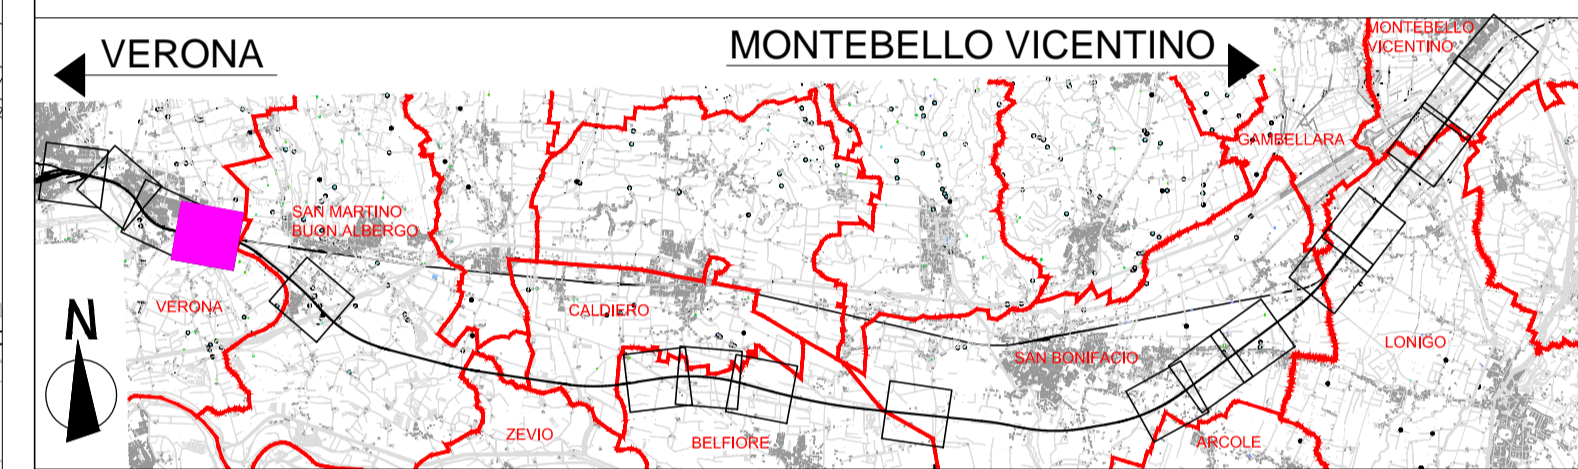 VERONA
MONTEBELLO VICENTINO
MONTEBELLO
VICENTINO
GAMBELLARA
SAN MARTINO
BUON ALBERGO
VERONA
CALDIERO
N
SAN BONIFACIO
LONIGO
ZEVIO
BELFIORE
ARCOLE